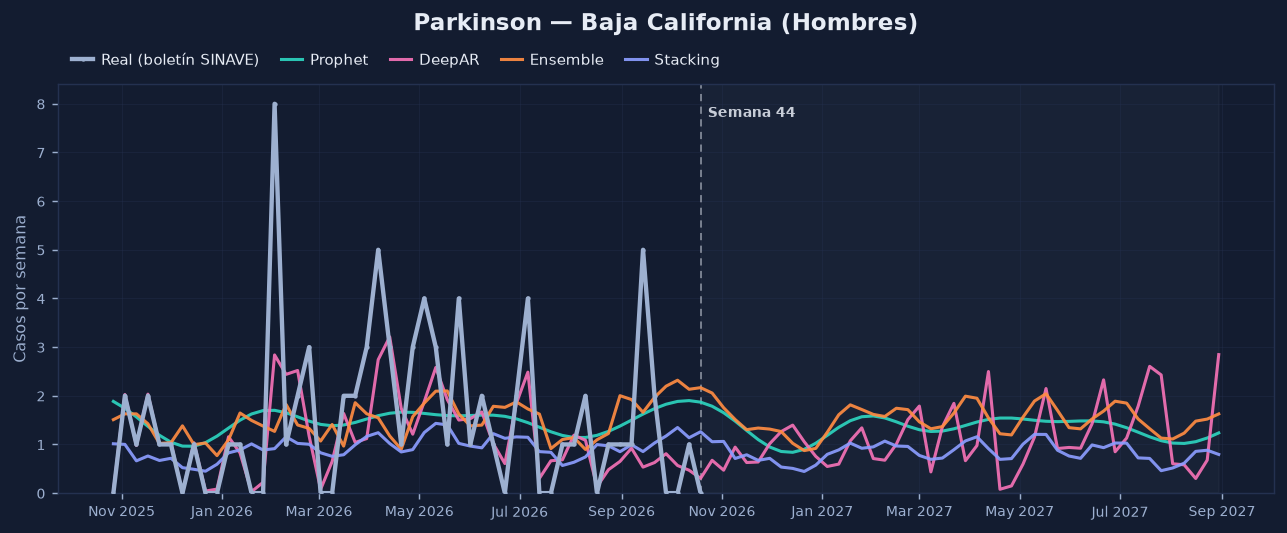 Parkinson — Baja California (Hombres)
Real (boletín SINAVE) Prophet DeepAR Ensemble Stacking
Semana 44
Casos por semana
8
7
6
5
4
3
2
1
0
Nov 2025 Jan 2026 Mar 2026 May 2026 Jul 2026 Sep 2026 Nov 2026 Jan 2027 Mar 2027 May 2027 Jul 2027 Sep 2027